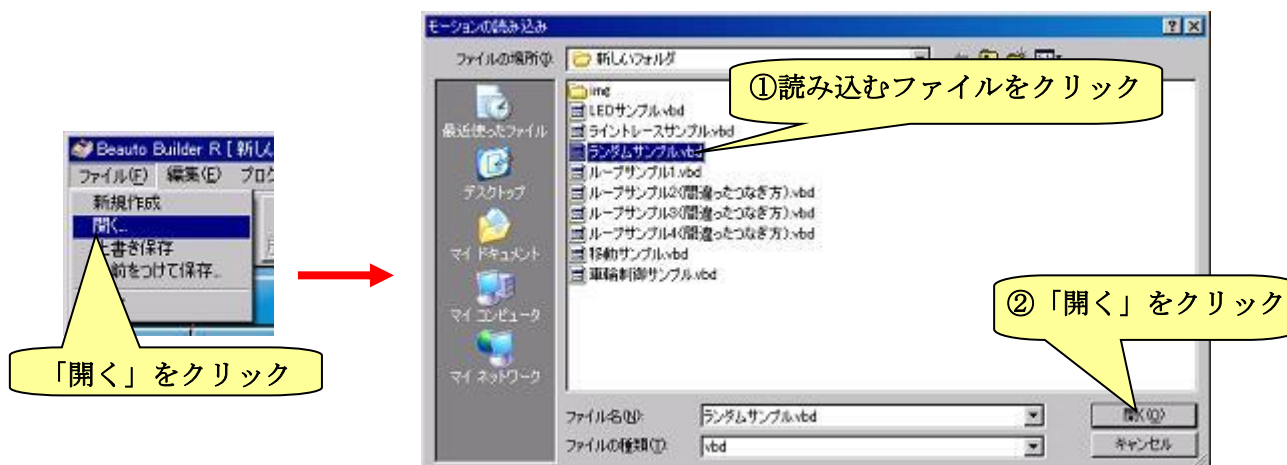 モーションの読み込み
ファイルの場所(I):
新しいフォルダ
①読み込むファイルをクリック
img
LEDサンプル.vbd
ライントレースサンプル.vbd
ランダムサンプル.vbd
ループサンプル1.vbd
ループサンプル2(間違ったつなぎ方).vbd
ループサンプル3(間違ったつなぎ方).vbd
ループサンプル4(間違ったつなぎ方).vbd
移動サンプル.vbd
車輪制御サンプル.vbd
最近使ったファイル
デスクトップ
マイ ドキュメント
マイ コンピュータ
マイ ネットワーク
Beauto Builder R [ 新し
ファイル(F) 編集(E) プロ
新規作成
開く...
上書き保存
前をつけて保存...
「開く」をクリック
②「開く」をクリック
ファイル名(N):
ランダムサンプル.vbd
開く(O)
ファイルの種類(T):
vbd
キャンセル